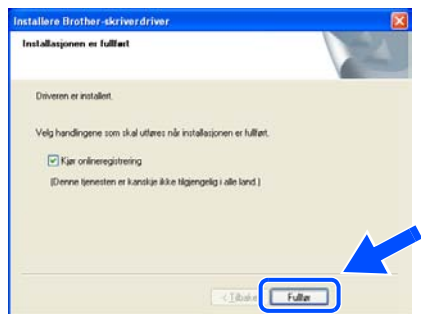 Installere Brother-skriverdriver
Installasjonen er fullført
Driveren er installert.
Velg handlingene som skal utføres når installasjonen er fullført.
Kjør onlineregistrering
(Denne tjenesten er kanskje ikke tilgjengelig i alle land.)
< Tilbake
Fullfør